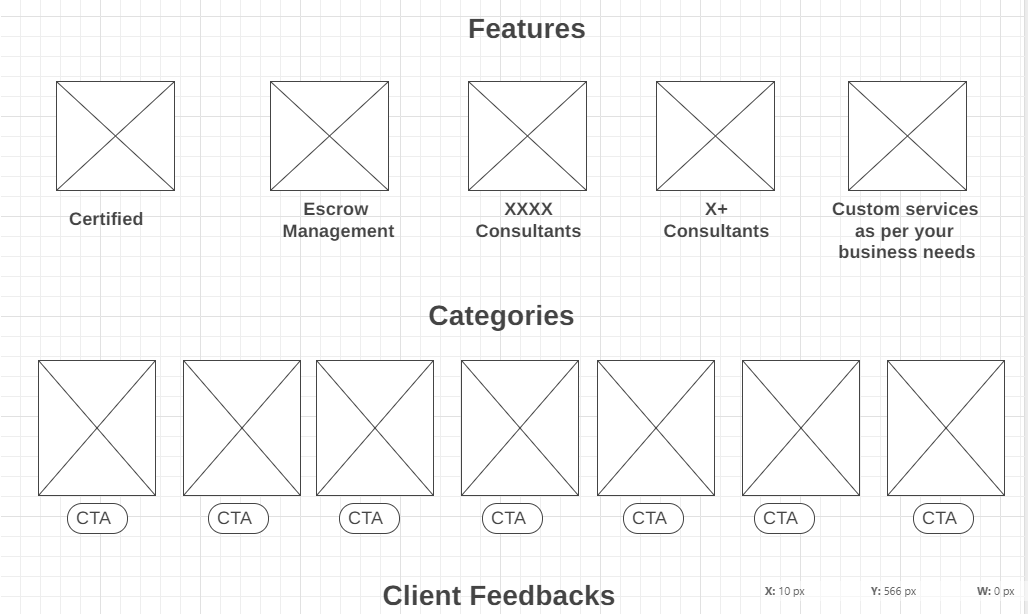 Features
Certified
Escrow
Management
XXXX
Consultants
X+
Consultants
Custom services
as per your
business needs
Categories
CTA
CTA
CTA
CTA
CTA
CTA
CTA
Client Feedbacks
X: 10 px Y: 566 px W: 0 px